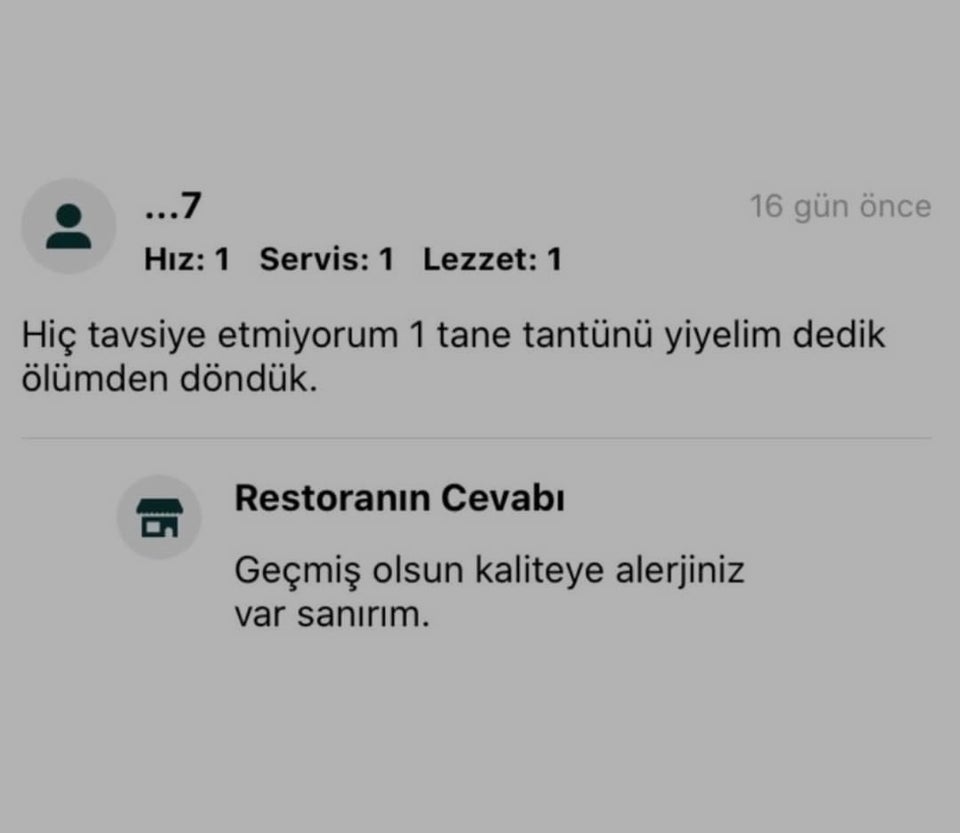 ...7
16 gün önce
Hız: 1 Servis: 1 Lezzet: 1
Hiç tavsiye etmiyorum 1 tane tantünü yiyelim dedik
ölümden döndük.
Restoranın Cevabı
Geçmiş olsun kaliteye alerjiniz
var sanırım.